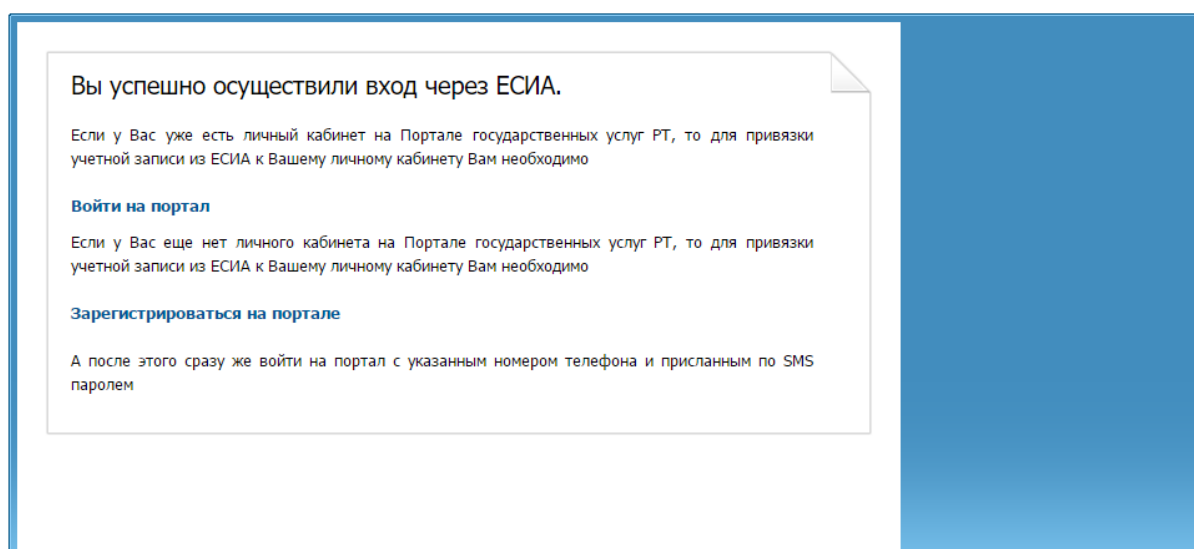 Вы успешно осуществили вход через ЕСИА.
Если у Вас уже есть личный кабинет на Портале государственных услуг РТ, то для привязки
учетной записи из ЕСИА к Вашему личному кабинету Вам необходимо
Войти на портал
Если у Вас еще нет личного кабинета на Портале государственных услуг РТ, то для привязки
учетной записи из ЕСИА к Вашему личному кабинету Вам необходимо
Зарегистрироваться на портале
А после этого сразу же войти на портал с указанным номером телефона и присланным по SMS
паролем